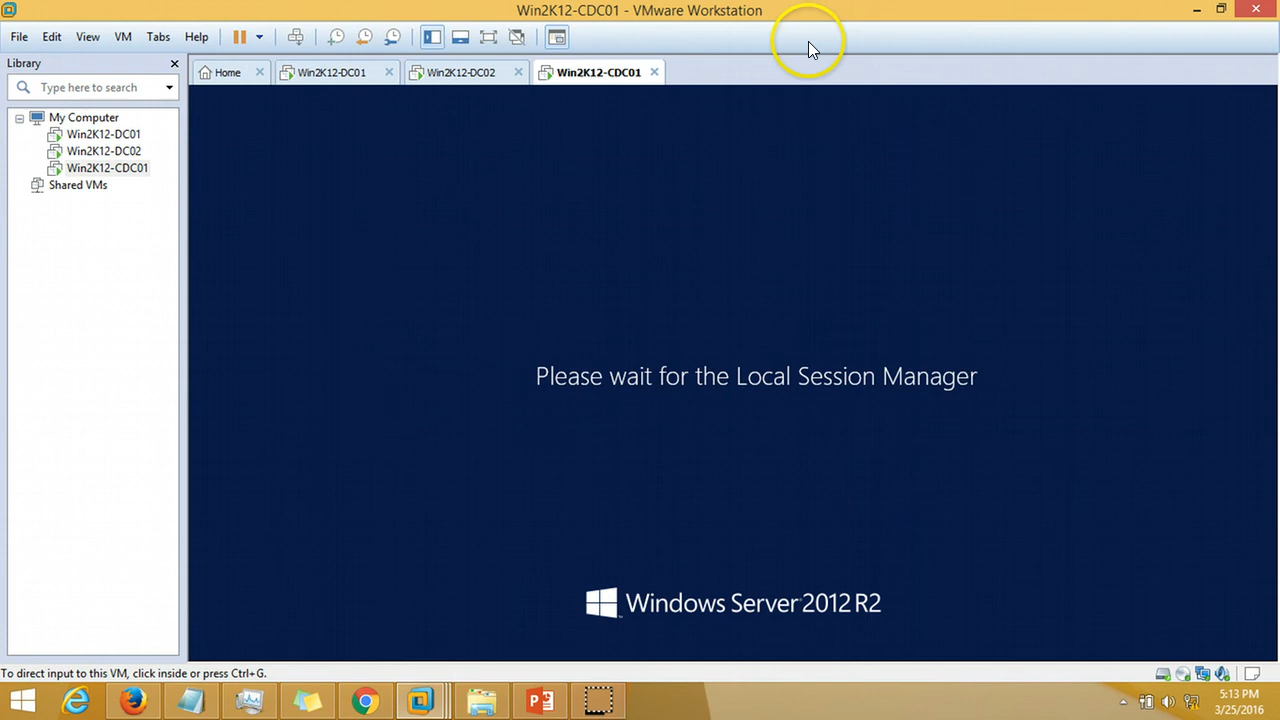 Win2K12-CDC01 - VMware Workstation
File Edit View VM Tabs Help
Library
Home Win2K12-DC01 Win2K12-DC02 Win2K12-CDC01
Type here to search
My Computer
Win2K12-DC01
Win2K12-DC02
Win2K12-CDC01
Shared VMs
Please wait for the Local Session Manager
Windows Server 2012 R2
To direct input to this VM, click inside or press Ctrl+G.
5:13 PM
3/25/2016